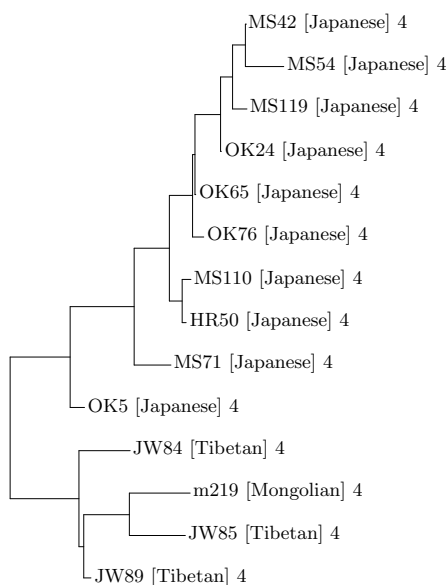 MS42 [Japanese] 4
MS54 [Japanese] 4
MS119 [Japanese] 4
OK24 [Japanese] 4
OK65 [Japanese] 4
OK76 [Japanese] 4
MS110 [Japanese] 4
HR50 [Japanese] 4
MS71 [Japanese] 4
OK5 [Japanese] 4
JW84 [Tibetan] 4
m219 [Mongolian] 4
JW85 [Tibetan] 4
JW89 [Tibetan] 4